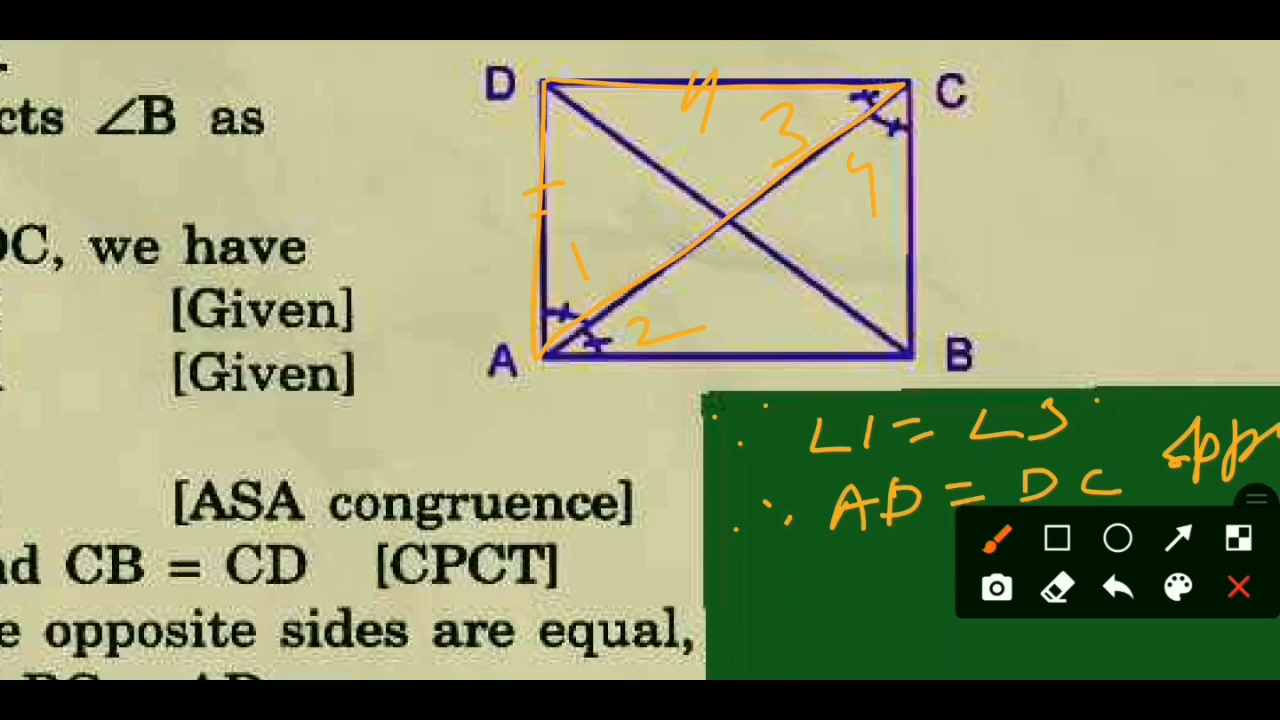 cts ∠B as
DC, we have
[Given]
[Given]
[ASA congruence]
nd CB = CD [CPCT]
e opposite sides are equal,
D
C
A
B
4
3
4
1
2
∴ ∠1 = ∠3
∴ AD = DC
opp